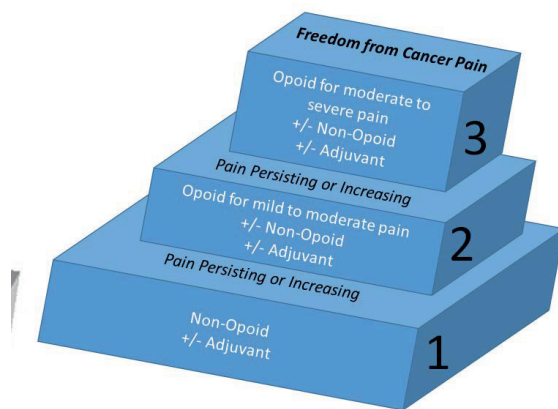 Freedom from Cancer Pain
Opoid for moderate to
severe pain
+/- Non-Opoid
+/- Adjuvant
3
Pain Persisting or Increasing
Opoid for mild to moderate pain
+/- Non-Opoid
+/- Adjuvant
2
Pain Persisting or Increasing
Non-Opoid
+/- Adjuvant
1